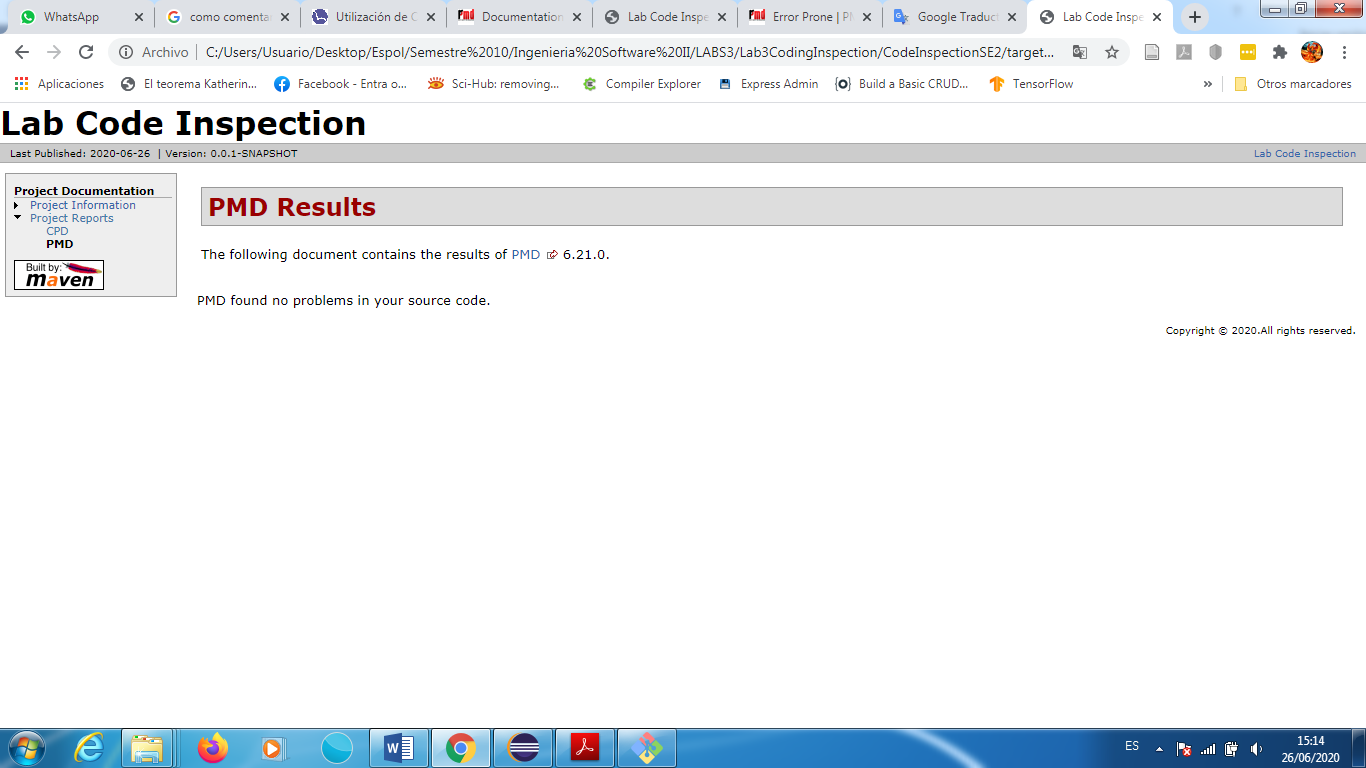 WhatsApp
como comenta
Utilización de C
Documentation
Lab Code Inspe
Error Prone | PM
Google Traduct
Lab Code Inspe
Archivo | C:/Users/Usuario/Desktop/Espol/Semestre%2010/Ingenieria%20Software%20II/LABS3/Lab3CodingInspection/CodeInspectionSE2/target...
Aplicaciones
El teorema Katherin...
Facebook - Entra o...
Sci-Hub: removing...
Compiler Explorer
Express Admin
Build a Basic CRUD...
TensorFlow
»
Otros marcadores
Lab Code Inspection
Last Published: 2020-06-26 | Version: 0.0.1-SNAPSHOT
Lab Code Inspection
Project Documentation
Project Information
Project Reports
CPD
PMD
Built by:
maven
PMD Results
The following document contains the results of PMD 6.21.0.
PMD found no problems in your source code.
Copyright © 2020.All rights reserved.
ES
15:14
26/06/2020